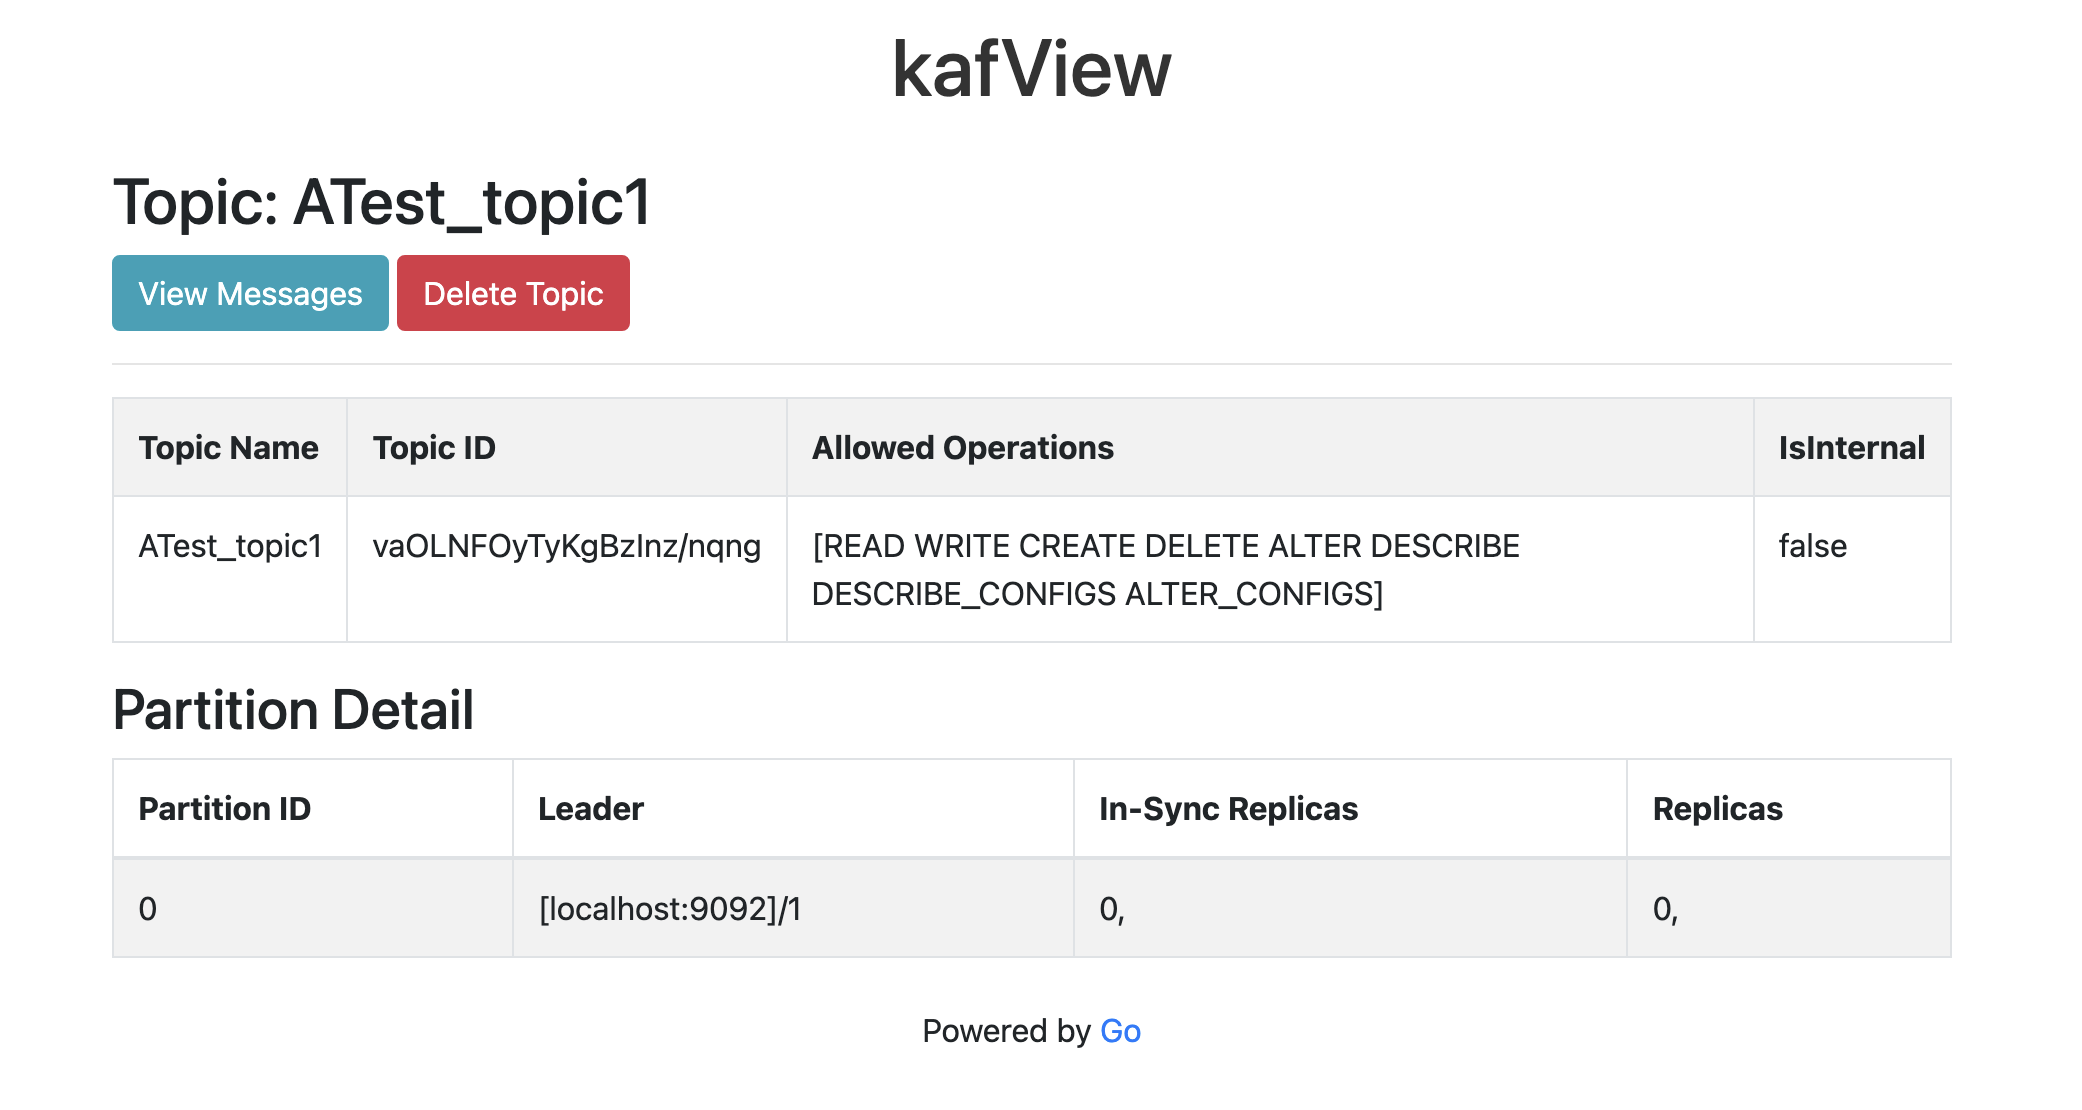 kafView
Topic: ATest_topic1
View Messages Delete Topic
Topic Name Topic ID Allowed Operations IsInternal
ATest_topic1 vaOLNFOyTyKgBzInz/nqng [READ WRITE CREATE DELETE ALTER DESCRIBE false
DESCRIBE_CONFIGS ALTER_CONFIGS]
Partition Detail
Partition ID Leader In-Sync Replicas Replicas
0 [localhost:9092]/1 0, 0,
Powered by Go